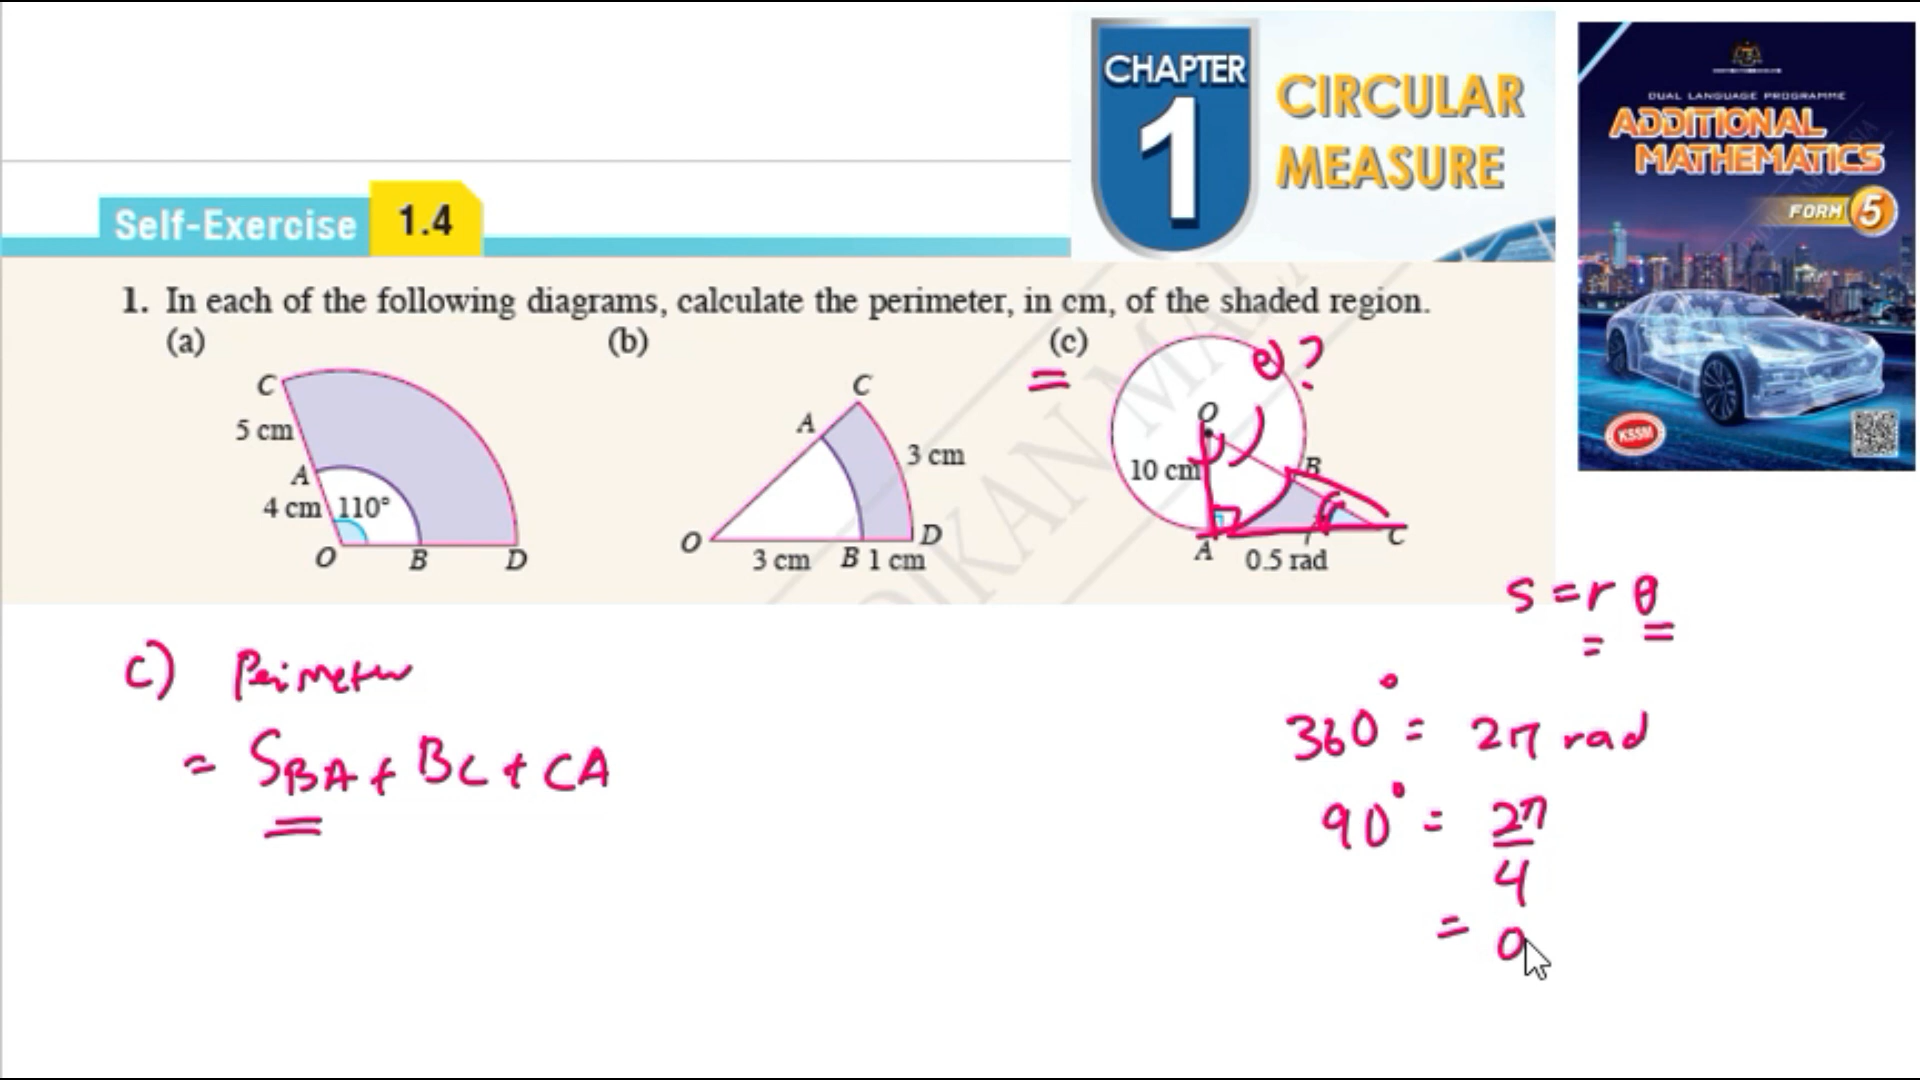 CHAPTER
1
CIRCULAR
MEASURE
DUAL LANGUAGE PROGRAMME
ADDITIONAL
MATHEMATICS
FORM 5
KSSM
Self-Exercise 1.4
1. In each of the following diagrams, calculate the perimeter, in cm, of the shaded region.
(a) (b) (c)
C
5 cm
A
4 cm 110°
O B D
C
A
3 cm
O D
3 cm B 1 cm
θ ?
=
O
10 cm B
C
A 0.5 rad
s = r θ
c) Perimeter
= S_BA + BC + CA
360° = 2π rad
90° = 2π
4
= 0